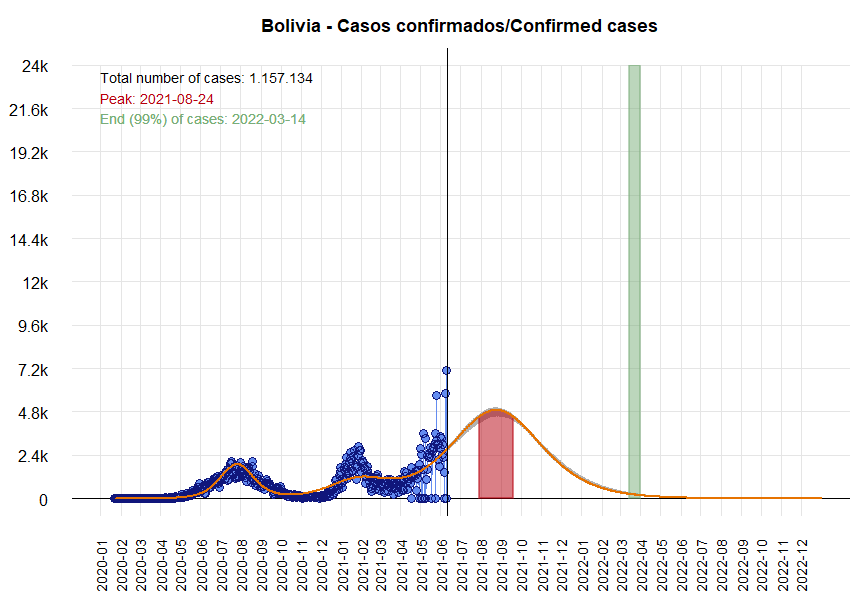 Bolivia - Casos confirmados/Confirmed cases
Total number of cases: 1.157.134
Peak: 2021-08-24
End (99%) of cases: 2022-03-14
24k
21.6k
19.2k
16.8k
14.4k
12k
9.6k
7.2k
4.8k
2.4k
0
2020-01
2020-02
2020-03
2020-04
2020-05
2020-06
2020-07
2020-08
2020-09
2020-10
2020-11
2020-12
2021-01
2021-02
2021-03
2021-04
2021-05
2021-06
2021-07
2021-08
2021-09
2021-10
2021-11
2021-12
2022-01
2022-02
2022-03
2022-04
2022-05
2022-06
2022-07
2022-08
2022-09
2022-10
2022-11
2022-12